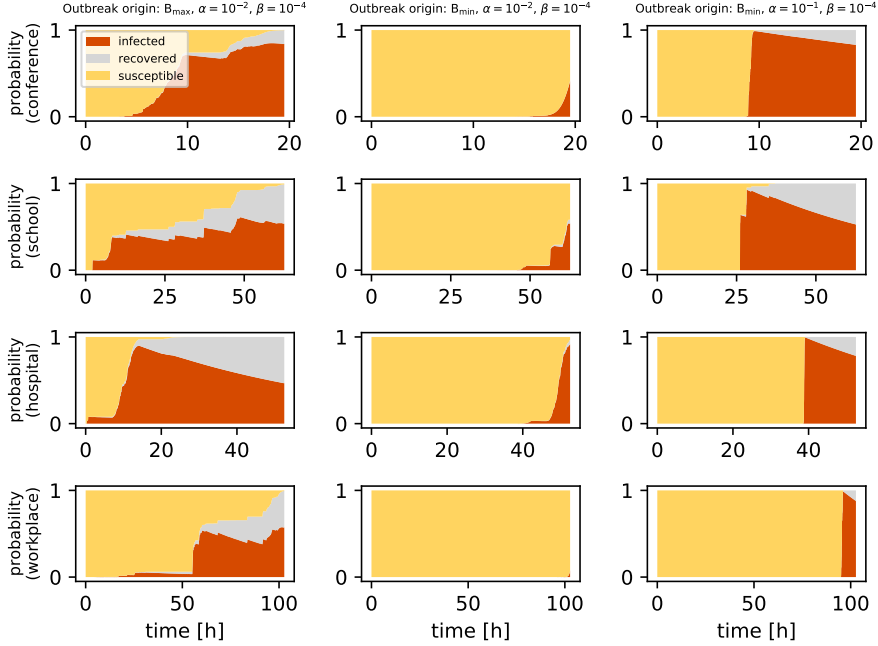 Outbreak origin: Bmax, α = 10⁻², β = 10⁻⁴
Outbreak origin: Bmin, α = 10⁻², β = 10⁻⁴
Outbreak origin: Bmin, α = 10⁻¹, β = 10⁻⁴
probability
(conference)
1
0
infected
recovered
susceptible
0 10 20
1
0
0 10 20
1
0
0 10 20
probability
(school)
1
0
0 25 50
1
0
0 25 50
1
0
0 25 50
probability
(hospital)
1
0
0 20 40
1
0
0 20 40
1
0
0 20 40
probability
(workplace)
1
0
0 50 100
time [h]
1
0
0 50 100
time [h]
1
0
0 50 100
time [h]